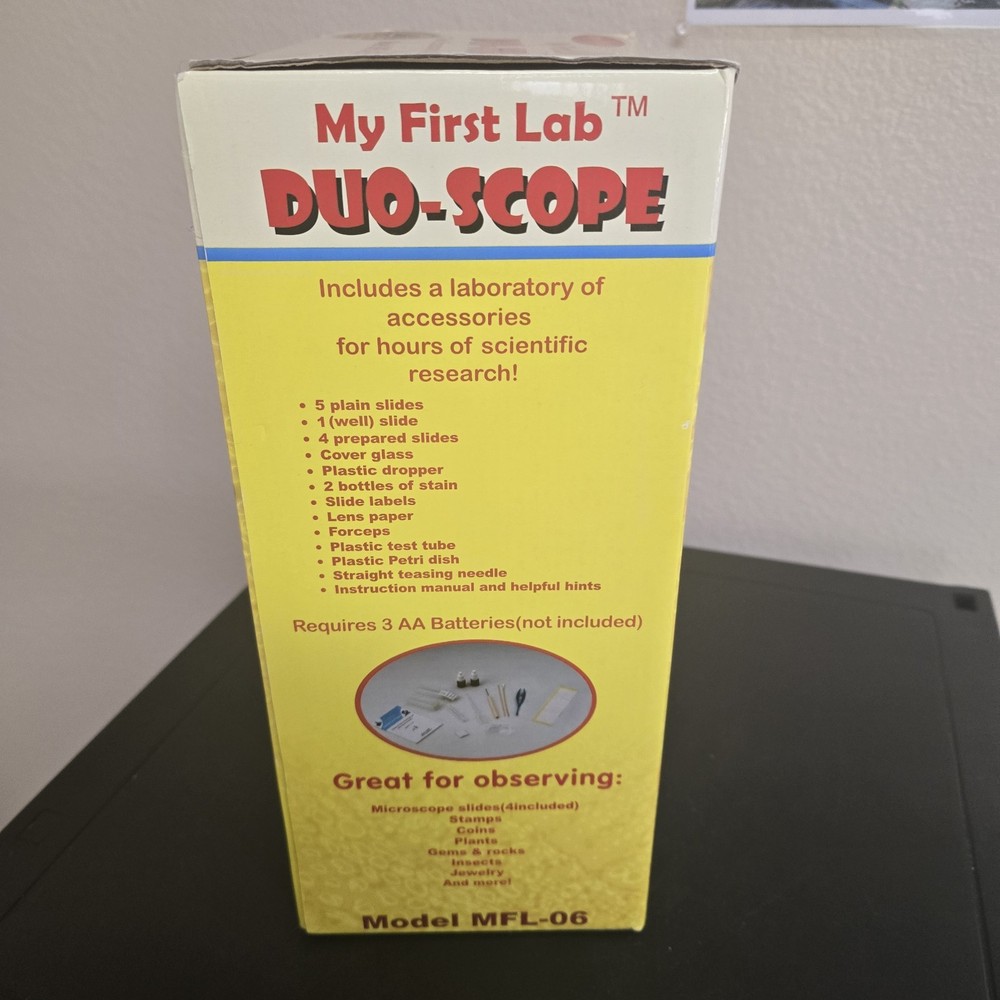 My First Lab™
DUO-SCOPE
Includes a laboratory of
accessories
for hours of scientific
research!
• 5 plain slides
• 1(well) slide
• 4 prepared slides
• Cover glass
• Plastic dropper
• 2 bottles of stain
• Slide labels
• Lens paper
• Forceps
• Plastic test tube
• Plastic Petri dish
• Straight teasing needle
• Instruction manual and helpful hints
Requires 3 AA Batteries(not included)
Great for observing:
Microscope slides(4included)
Stamps
Coins
Plants
Gems & rocks
Insects
Jewelry
And more!
Model MFL-06